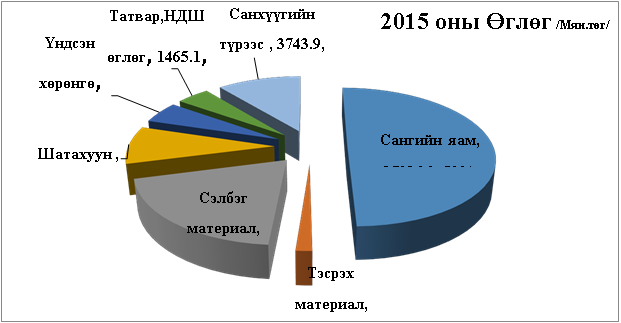 2015 оны Өглөг /Мян.төг/
Татвар,НДШ
өглөг, 1465.1,
Санхүүгийн
түрээс , 3743.9,
Үндсэн
хөрөнгө,
Шатахуун ,
Сангийн яам,
Сэлбэг
материал,
Тэсрэх
материал,